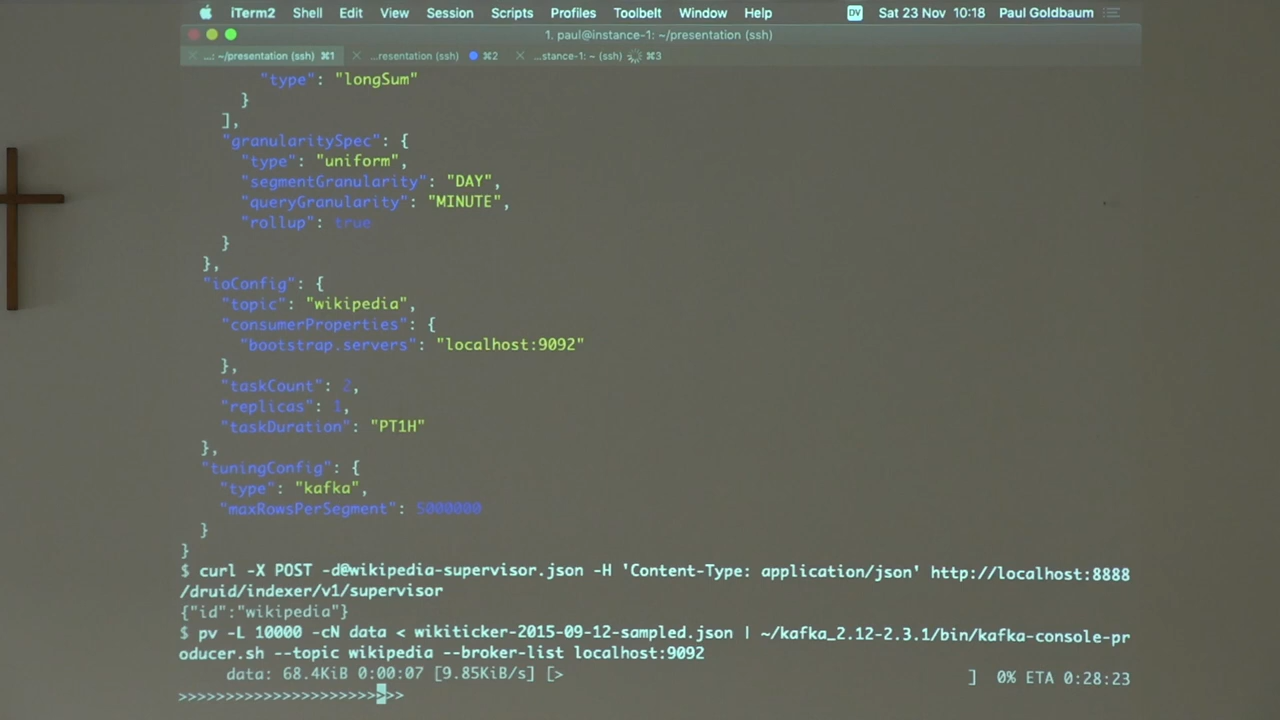 iTerm2 Shell Edit View Session Scripts Profiles Toolbelt Window Help DV Sat 23 Nov 10:18 Paul Goldbaum
1. paul@instance-1: ~/presentation (ssh)
...: ~/presentation (ssh) ⌘1 ...resentation (ssh) ⌘2 ...stance-1: ~ (ssh) ⌘3
"type": "longSum"
}
],
"granularitySpec": {
"type": "uniform",
"segmentGranularity": "DAY",
"queryGranularity": "MINUTE",
"rollup": true
}
},
"ioConfig": {
"topic": "wikipedia",
"consumerProperties": {
"bootstrap.servers": "localhost:9092"
},
"taskCount": 2,
"replicas": 1,
"taskDuration": "PT1H"
},
"tuningConfig": {
"type": "kafka",
"maxRowsPerSegment": 5000000
}
}
$ curl -X POST -d@wikipedia-supervisor.json -H 'Content-Type: application/json' http://localhost:8888
/druid/indexer/v1/supervisor
{"id":"wikipedia"}
$ pv -L 10000 -cN data < wikiticker-2015-09-12-sampled.json | ~/kafka_2.12-2.3.1/bin/kafka-console-pr
oducer.sh --topic wikipedia --broker-list localhost:9092
data: 68.4KiB 0:00:07 [9.85KiB/s] [> ] 0% ETA 0:28:23
>>>>>>>>>>>>>>>>>>>>>>>>